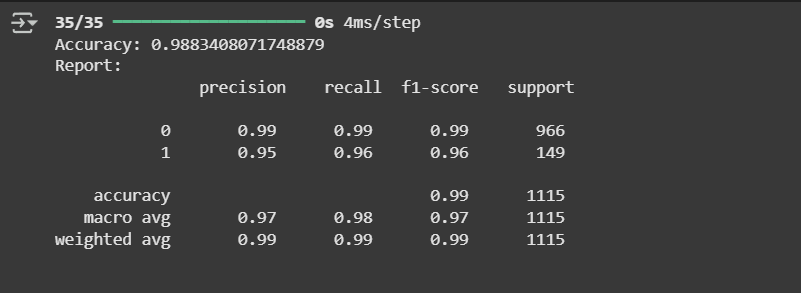 35/35 ━━━━━━━━━━━━━━━━━━━━ 0s 4ms/step
Accuracy: 0.9883408071748879
Report:
              precision    recall  f1-score   support

           0       0.99      0.99      0.99       966
           1       0.95      0.96      0.96       149

    accuracy                           0.99      1115
   macro avg       0.97      0.98      0.97      1115
weighted avg       0.99      0.99      0.99      1115